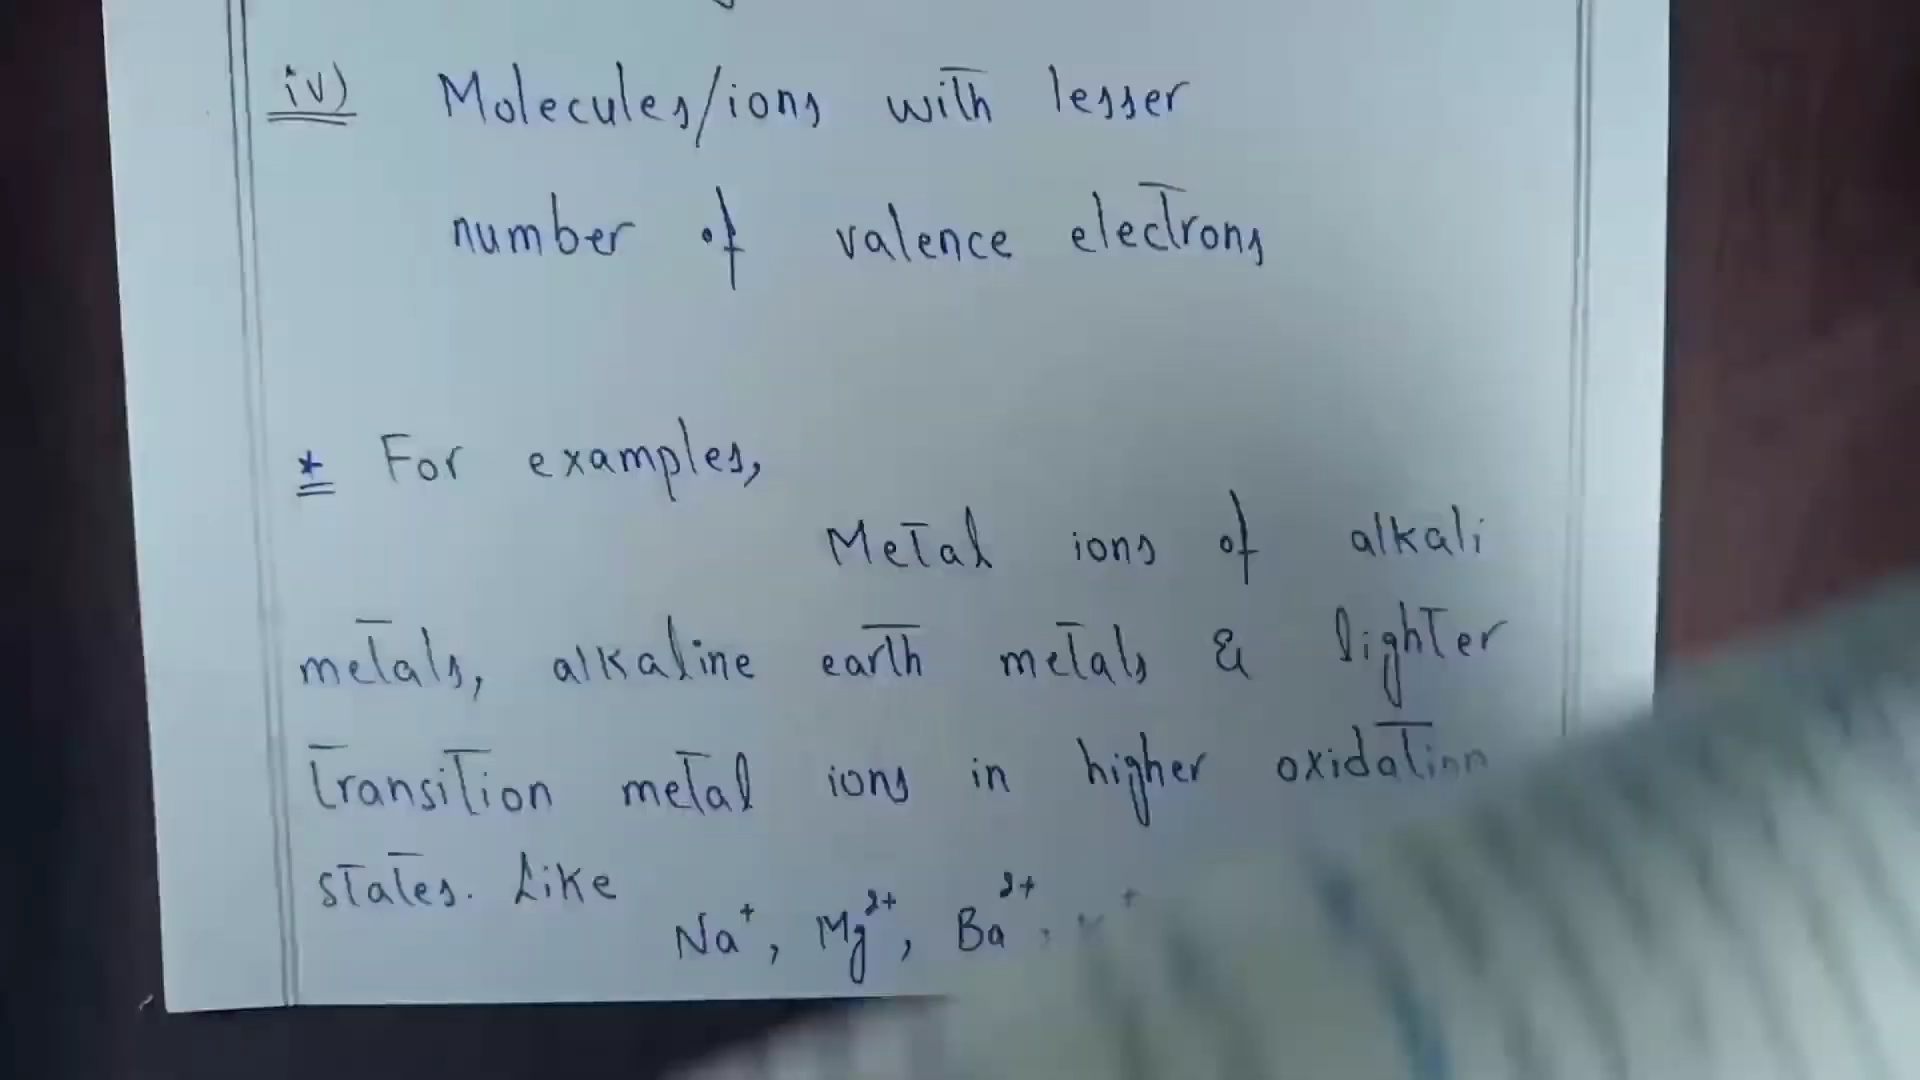 iv) Molecules/ions with lesser
number of valence electrons
* For examples,
Metal ions of alkali
metals, alkaline earth metals & lighter
transition metal ions in higher oxidation
states. Like
Na⁺, Mg²⁺, Ba²⁺,